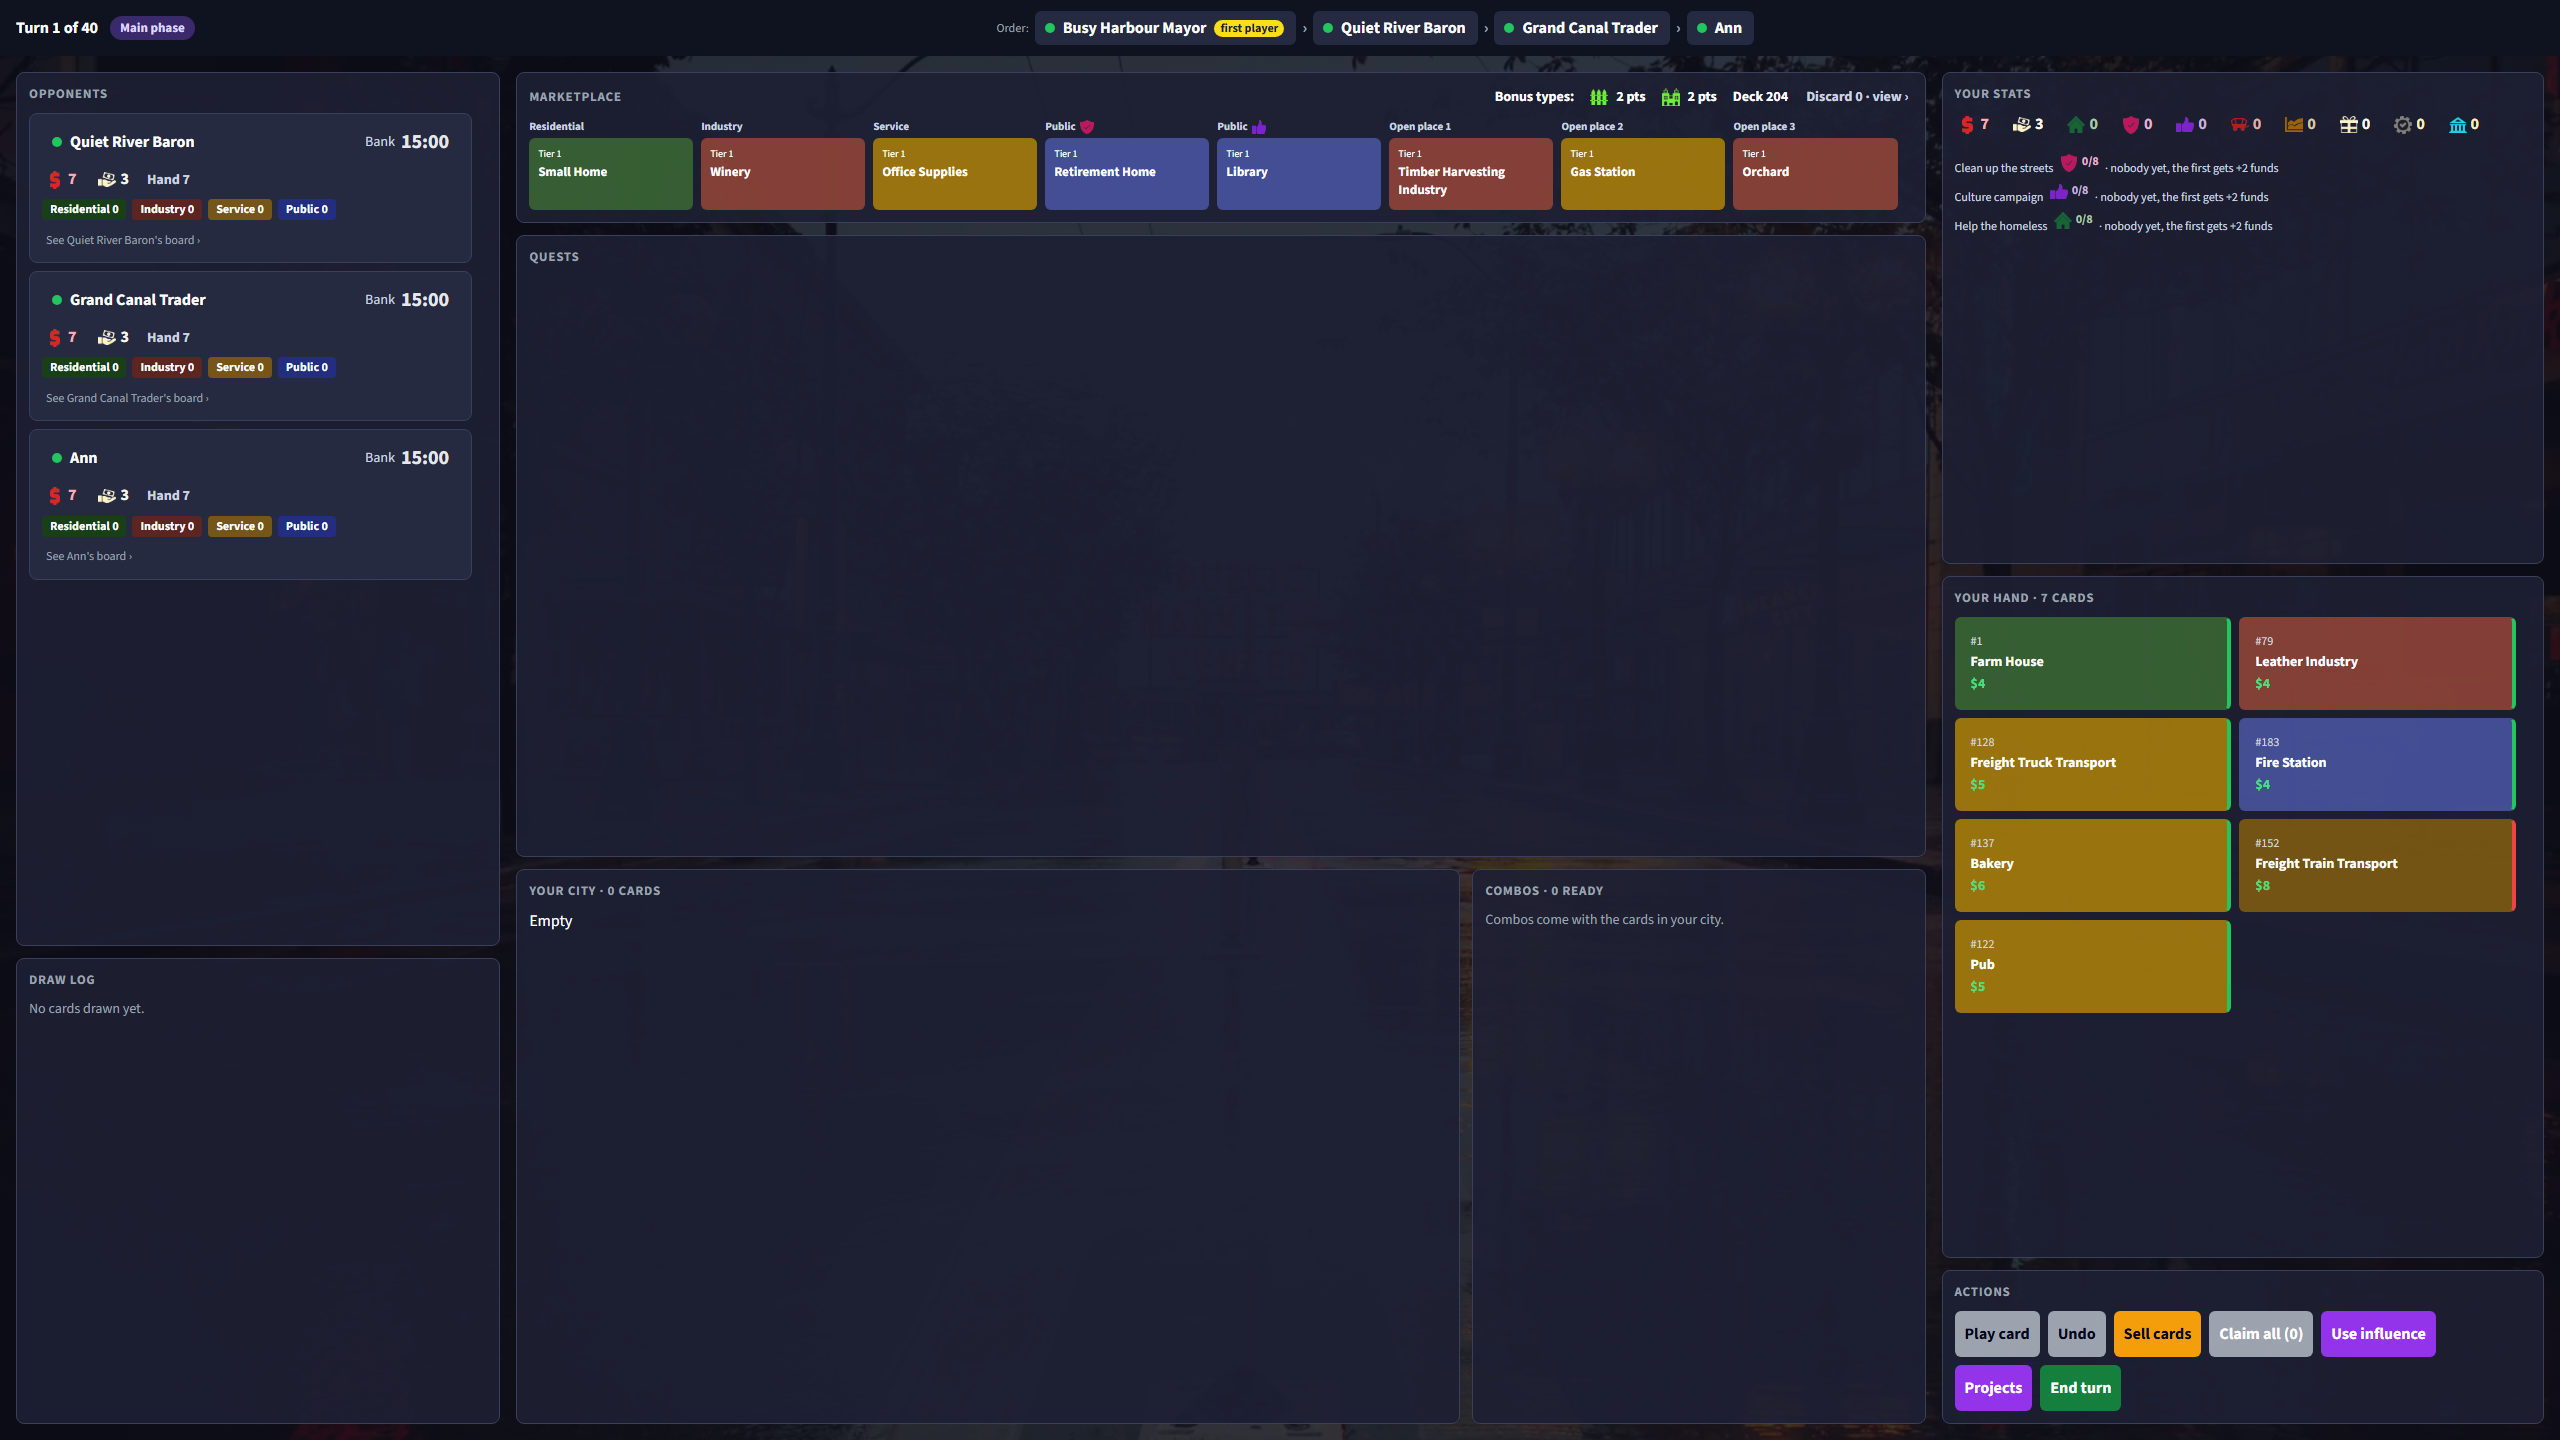 Turn 1 of 40 Main phase
Order: Busy Harbour Mayor first player › Quiet River Baron › Grand Canal Trader › Ann
OPPONENTS
Quiet River Baron Bank 15:00
7 3 Hand 7
Residential 0 Industry 0 Service 0 Public 0
See Quiet River Baron's board ›
Grand Canal Trader Bank 15:00
7 3 Hand 7
Residential 0 Industry 0 Service 0 Public 0
See Grand Canal Trader's board ›
Ann Bank 15:00
7 3 Hand 7
Residential 0 Industry 0 Service 0 Public 0
See Ann's board ›
DRAW LOG
No cards drawn yet.
MARKETPLACE Bonus types: 2 pts 2 pts Deck 204 Discard 0 · view ›
Residential Industry Service Public Public Open place 1 Open place 2 Open place 3
Tier 1 Tier 1 Tier 1 Tier 1 Tier 1 Tier 1 Tier 1 Tier 1
Small Home Winery Office Supplies Retirement Home Library Timber Harvesting Gas Station Orchard
Industry
QUESTS
YOUR CITY · 0 CARDS
Empty
COMBOS · 0 READY
Combos come with the cards in your city.
YOUR STATS
$ 7 3 0 0 0 0 0 0 0 0
Clean up the streets 0/8 · nobody yet, the first gets +2 funds
Culture campaign 0/8 · nobody yet, the first gets +2 funds
Help the homeless 0/8 · nobody yet, the first gets +2 funds
YOUR HAND · 7 CARDS
#1
Farm House
$4
#79
Leather Industry
$4
#128
Freight Truck Transport
$5
#183
Fire Station
$4
#137
Bakery
$6
#152
Freight Train Transport
$8
#122
Pub
$5
ACTIONS
Play card Undo Sell cards Claim all (0) Use influence
Projects End turn